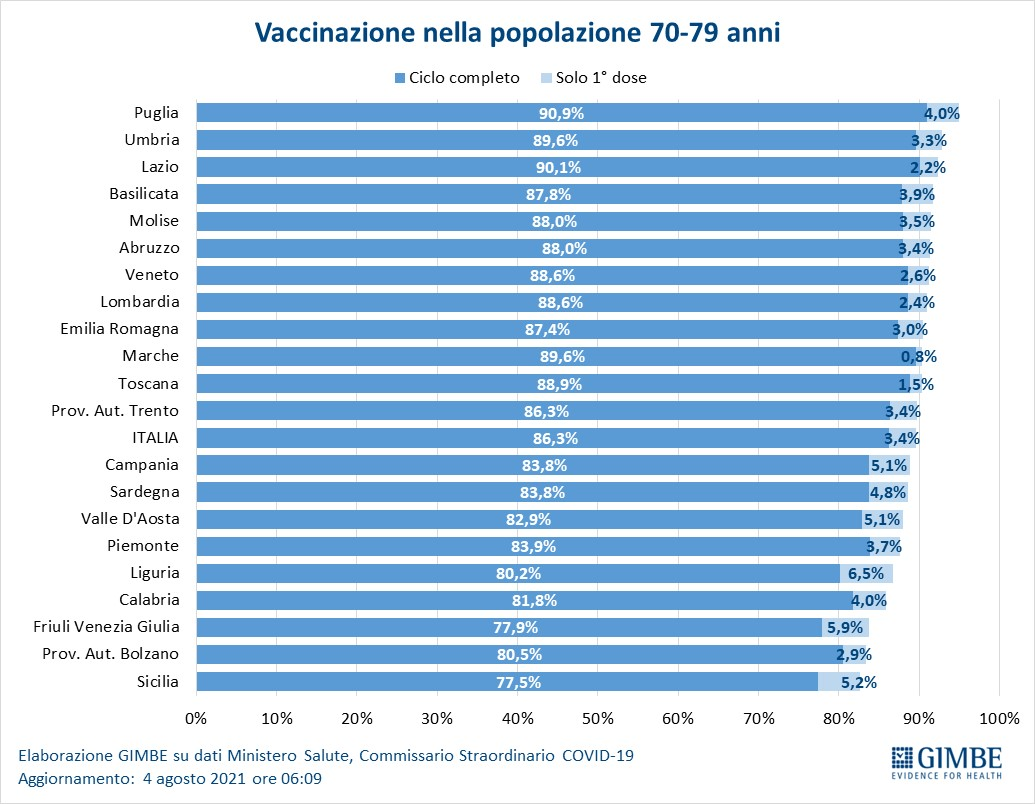 Vaccinazione nella popolazione 70-79 anni
Ciclo completo Solo 1° dose
Puglia 90,9% 4,0%
Umbria 89,6% 3,3%
Lazio 90,1% 2,2%
Basilicata 87,8% 3,9%
Molise 88,0% 3,5%
Abruzzo 88,0% 3,4%
Veneto 88,6% 2,6%
Lombardia 88,6% 2,4%
Emilia Romagna 87,4% 3,0%
Marche 89,6% 0,8%
Toscana 88,9% 1,5%
Prov. Aut. Trento 86,3% 3,4%
ITALIA 86,3% 3,4%
Campania 83,8% 5,1%
Sardegna 83,8% 4,8%
Valle D'Aosta 82,9% 5,1%
Piemonte 83,9% 3,7%
Liguria 80,2% 6,5%
Calabria 81,8% 4,0%
Friuli Venezia Giulia 77,9% 5,9%
Prov. Aut. Bolzano 80,5% 2,9%
Sicilia 77,5% 5,2%
0% 10% 20% 30% 40% 50% 60% 70% 80% 90% 100%
Elaborazione GIMBE su dati Ministero Salute, Commissario Straordinario COVID-19
Aggiornamento: 4 agosto 2021 ore 06:09
GIMBE
EVIDENCE FOR HEALTH